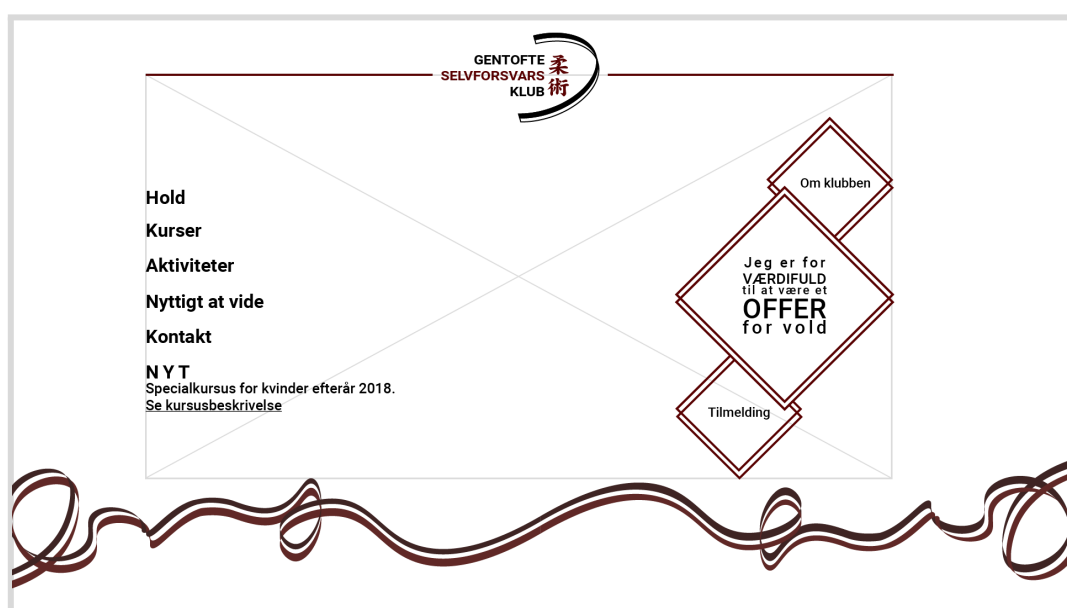 GENTOFTE
SELVFORSVARS
KLUB
柔
術
Hold
Kurser
Aktiviteter
Nyttigt at vide
Kontakt
N Y T
Specialkursus for kvinder efterår 2018.
Se kursusbeskrivelse
Om klubben
Jeg er for
VÆRDIFULD
til at være et
OFFER
for vold
Tilmelding